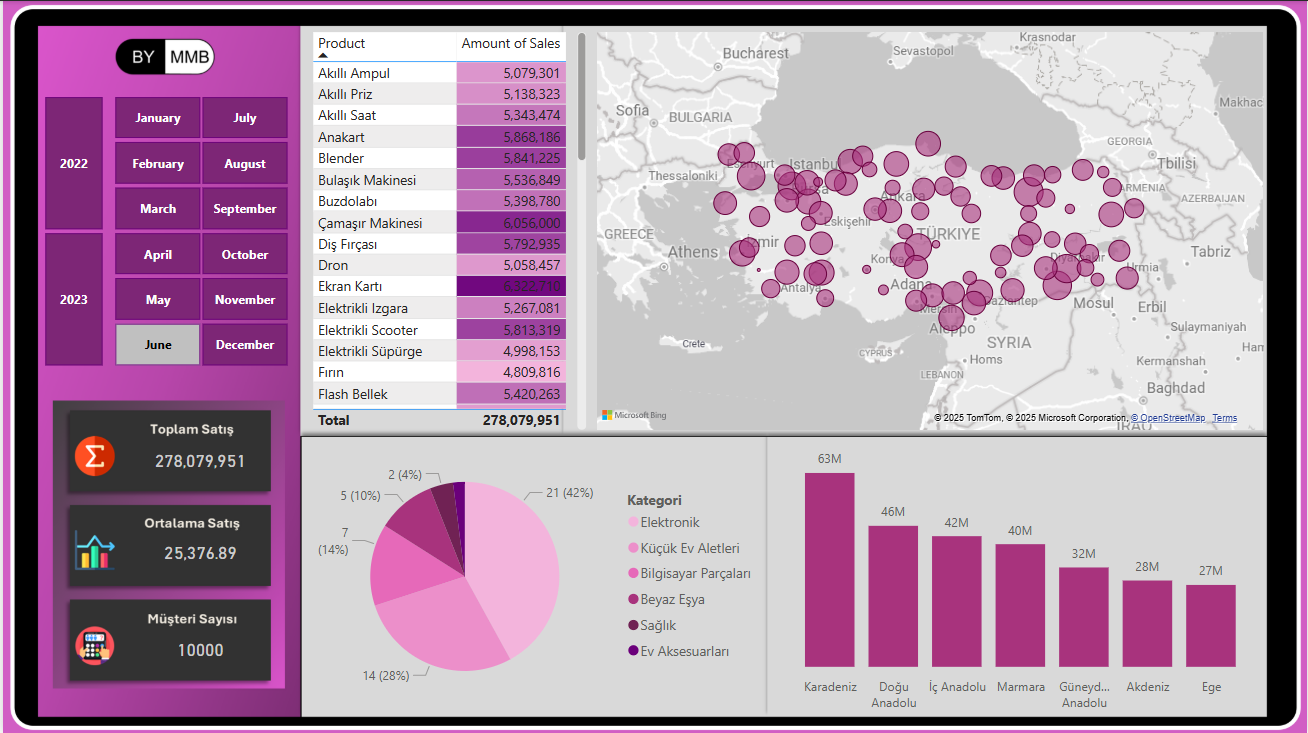 BY MMB
2022
2023
January
July
February
August
March
September
April
October
May
November
June
December
Toplam Satış
278,079,951
Ortalama Satış
25,376.89
Müşteri Sayısı
10000
Product Amount of Sales
Akıllı Ampul 5,079,301
Akıllı Priz 5,138,323
Akıllı Saat 5,343,474
Anakart 5,868,186
Blender 5,841,225
Bulaşık Makinesi 5,536,849
Buzdolabı 5,398,780
Çamaşır Makinesi 6,056,000
Diş Fırçası 5,792,935
Dron 5,058,457
Ekran Kartı 6,322,710
Elektrikli Izgara 5,267,081
Elektrikli Scooter 5,813,319
Elektrikli Süpürge 4,998,153
Fırın 4,809,816
Flash Bellek 5,420,263
Total 278,079,951
Krasnodar
Sevastopol
Bucharest
Makhac
Sofia
BULGARIA
GEORGIA
Tbilisi
Istanbu
Thessaloniki
ARMENIA
AZERBAIJAN
Ankara
Eskişehir
GREECE
TÜRKIYE
Izmir
Athens
Tabriz
Konya
Diyarbakır
Urmia
Adana
Antalya
Gaziantep
Mosul
Erbil
Mersin
Aleppo
Sulaymaniyah
Crete
SYRIA
Ham
CYPRUS
Homs
Kermanshah
LEBANON
Baghdad
Microsoft Bing
© 2025 TomTom, © 2025 Microsoft Corporation, © OpenStreetMap Terms
IRAQ
2 (4%)
21 (42%)
5 (10%)
7
(14%)
14 (28%)
Kategori
Elektronik
Küçük Ev Aletleri
Bilgisayar Parçaları
Beyaz Eşya
Sağlık
Ev Aksesuarları
63M
46M
42M
40M
32M
28M
27M
Karadeniz
Doğu
Anadolu
İç Anadolu
Marmara
Güneyd...
Anadolu
Akdeniz
Ege